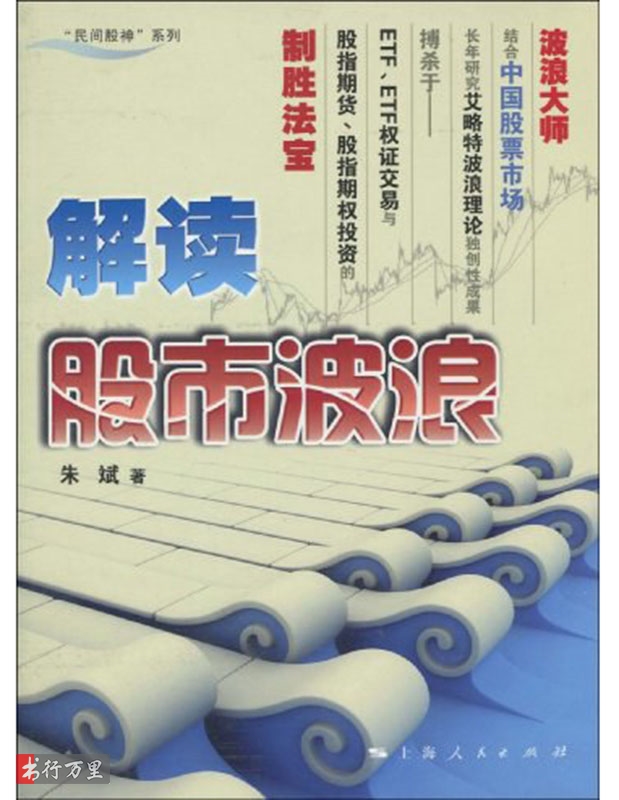 “民间股神”系列
波浪大师
结合中国股票市场
长年研究艾略特波浪理论独创性成果
搏杀于——
ETF、ETF权证交易与
股指期货、股指期权投资的
制胜法宝
解读
股市波浪
朱 斌 著
上海人民出版社
书行万里